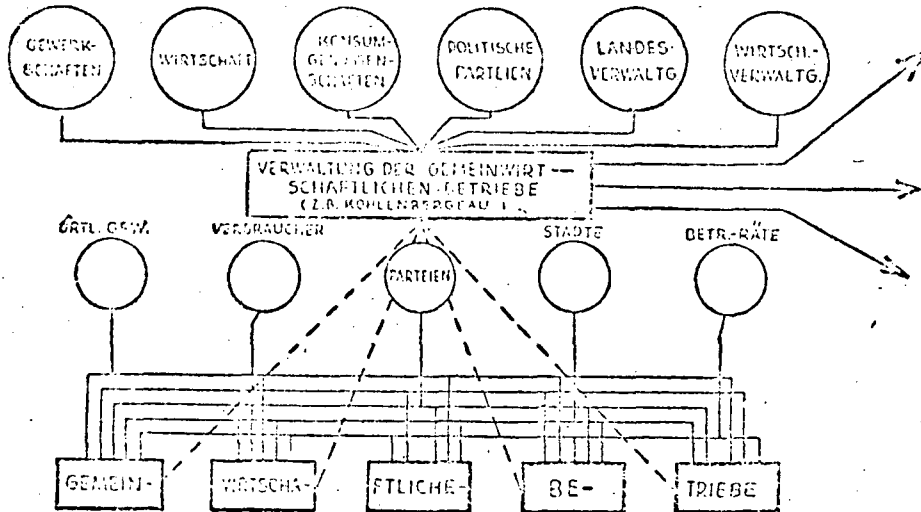 GEWERK-
SCHAFTEN
WIRTSCHAFT
KONSUM-
GENOSSEN-
SCHAFTEN
POLITISCHE
PARTEIEN
LANDES-
VERWALTG.
WIRTSCH.-
VERWALTG.
VERWALTUNG DER GEMEINWIRT-
SCHAFTLICHEN BETRIEBE
(Z.B. KOHLENBERGBAU)
ÖRTL. GEW.
VERBRAUCHER
PARTEIEN
STÄDTE
BETR.-RÄTE
GEMEIN-
WIRTSCHA-
FTLICHE-
BE-
TRIEBE